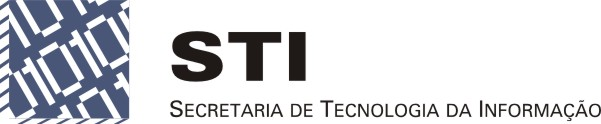 STI
SECRETARIA DE TECNOLOGIA DA INFORMAÇÃO